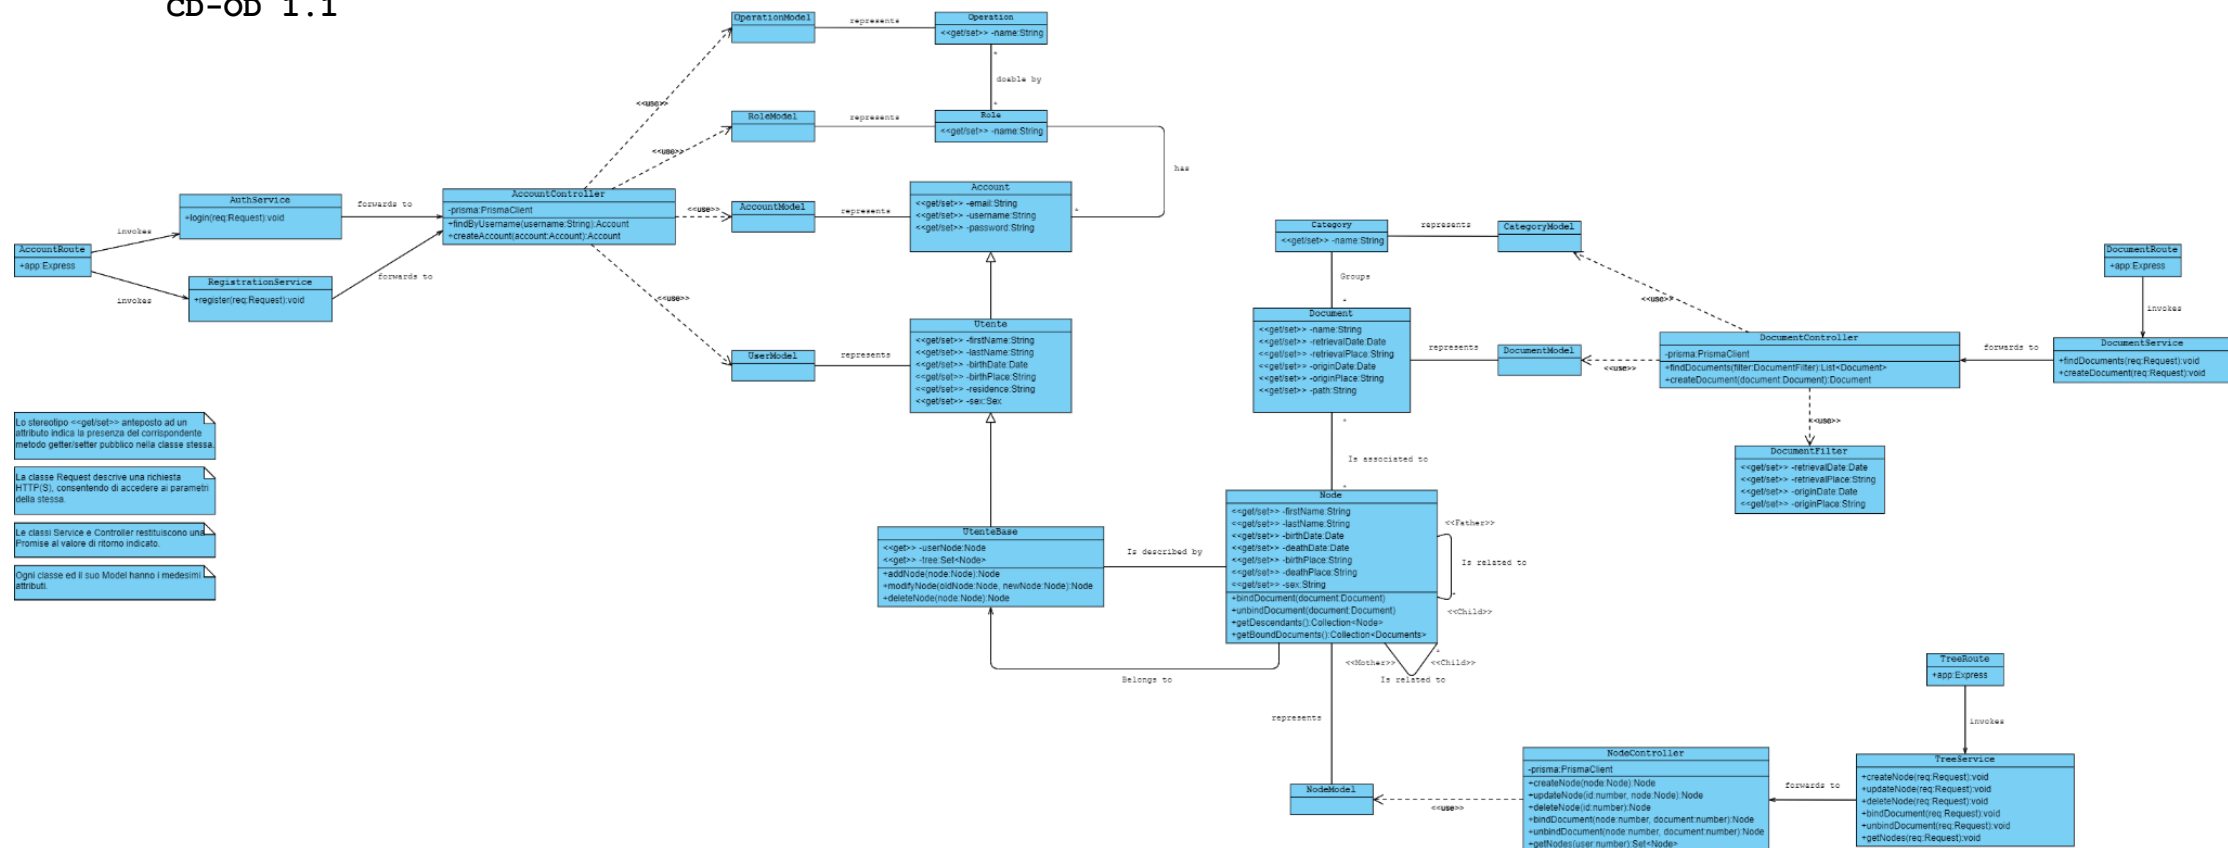 CD-OD 1.1
OperationModel
represents
Operation
<<get/set>> -name:String
*
doable by
*
<<use>>
RoleModel
represents
Role
<<get/set>> -name:String
<<use>>
has
AuthService
+login(req:Request):void
forwards to
AccountController
-prisma:PrismaClient
+findByUsername(username:String):Account
+createAccount(account:Account):Account
<<use>>
AccountModel
represents
Account
<<get/set>> -email:String
<<get/set>> -username:String
<<get/set>> -password:String
*
invokes
AccountRoute
+app:Express
invokes
RegistrationService
+register(req:Request):void
forwards to
<<use>>
UserModel
represents
Utente
<<get/set>> -firstName:String
<<get/set>> -lastName:String
<<get/set>> -birthDate:Date
<<get/set>> -birthPlace:String
<<get/set>> -residence:String
<<get/set>> -sex:Sex
Category
<<get/set>> -name:String
represents
CategoryModel
Groups
*
<<use>>
DocumentRoute
+app:Express
invokes
Document
<<get/set>> -name:String
<<get/set>> -retrievalDate:Date
<<get/set>> -retrievalPlace:String
<<get/set>> -originDate:Date
<<get/set>> -originPlace:String
<<get/set>> -path:String
represents
DocumentModel
<<use>>
DocumentController
-prisma:PrismaClient
+findDocuments(filter:DocumentFilter):List<Document>
+createDocument(document:Document):Document
forwards to
DocumentService
+findDocuments(req:Request):void
+createDocument(req:Request):void
<<use>>
DocumentFilter
<<get/set>> -retrievalDate:Date
<<get/set>> -retrievalPlace:String
<<get/set>> -originDate:Date
<<get/set>> -originPlace:String
*
Is associated to
*
Lo stereotipo <<get/set>> anteposto ad un
attributo indica la presenza del corrispondente
metodo getter/setter pubblico nella classe stessa.
La classe Request descrive una richiesta
HTTP(S), consentendo di accedere ai parametri
della stessa.
Le classi Service e Controller restituiscono una
Promise al valore di ritorno indicato.
Ogni classe ed il suo Model hanno i medesimi
attributi.
UtenteBase
<<get>> -userNode:Node
<<get>> -tree:Set<Node>
+addNode(node:Node):Node
+modifyNode(oldNode:Node, newNode:Node):Node
+deleteNode(node:Node):Node
Is described by
Node
<<get/set>> -firstName:String
<<get/set>> -lastName:String
<<get/set>> -birthDate:Date
<<get/set>> -deathDate:Date
<<get/set>> -birthPlace:String
<<get/set>> -deathPlace:String
<<get/set>> -sex:String
+bindDocument(document:Document)
+unbindDocument(document:Document)
+getDescendants():Collection<Node>
+getBoundDocuments():Collection<Documents>
<<Father>>
Is related to
*
<<Child>>
*
<<Mother>>
<<Child>>
Is related to
Belongs to
represents
NodeModel
<<use>>
NodeController
-prisma:PrismaClient
+createNode(node:Node):Node
+updateNode(id:number, node:Node):Node
+deleteNode(id:number):Node
+bindDocument(node:number, document:number):Node
+unbindDocument(node:number, document:number):Node
+getNodes(user:number):Set<Node>
forwards to
TreeRoute
+app:Express
invokes
TreeService
+createNode(req:Request):void
+updateNode(req:Request):void
+deleteNode(req:Request):void
+bindDocument(req:Request):void
+unbindDocument(req:Request):void
+getNodes(req:Request):void